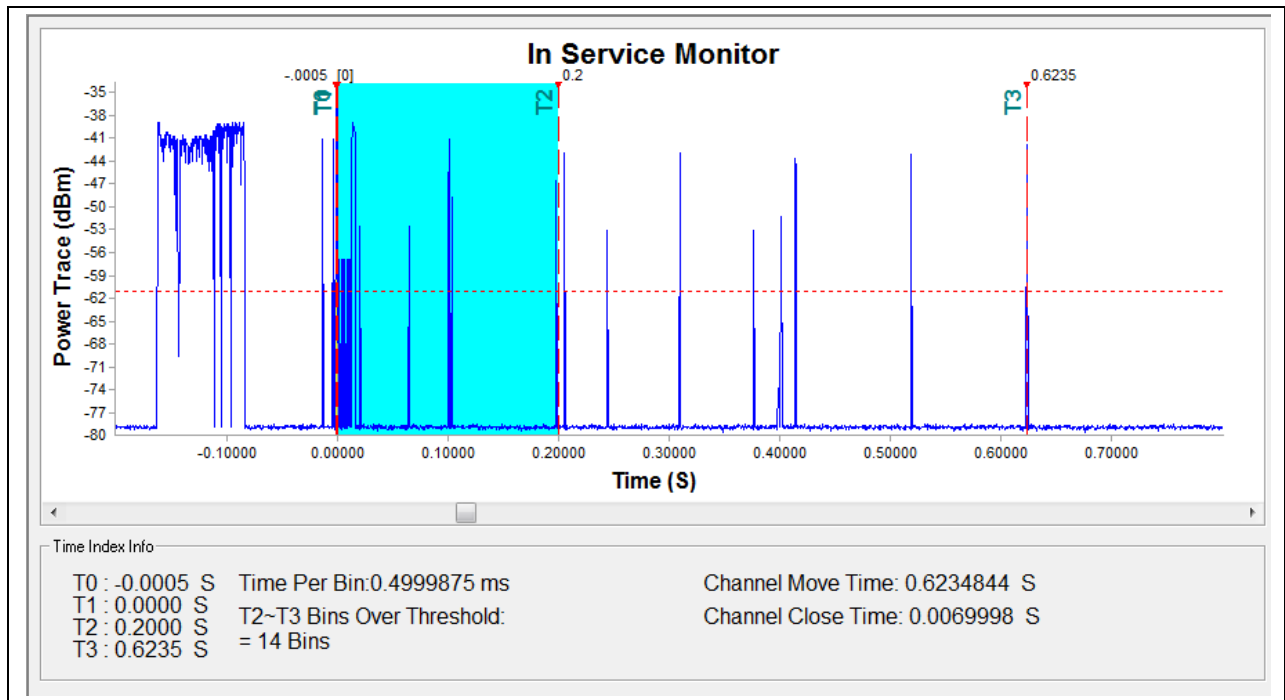 In Service Monitor
-.0005 [0]
0.2
0.6235
T2
T3
-35
-38
-41
-44
-47
-50
-53
-56
-59
-62
-65
-68
-71
-74
-77
-80
Power Trace (dBm)
-0.10000 0.00000 0.10000 0.20000 0.30000 0.40000 0.50000 0.60000 0.70000
Time (S)
Time Index Info
T0 : -0.0005 S
T1 : 0.0000 S
T2 : 0.2000 S
T3 : 0.6235 S
Time Per Bin:0.4999875 ms
T2~T3 Bins Over Threshold:
= 14 Bins
Channel Move Time: 0.6234844 S
Channel Close Time: 0.0069998 S